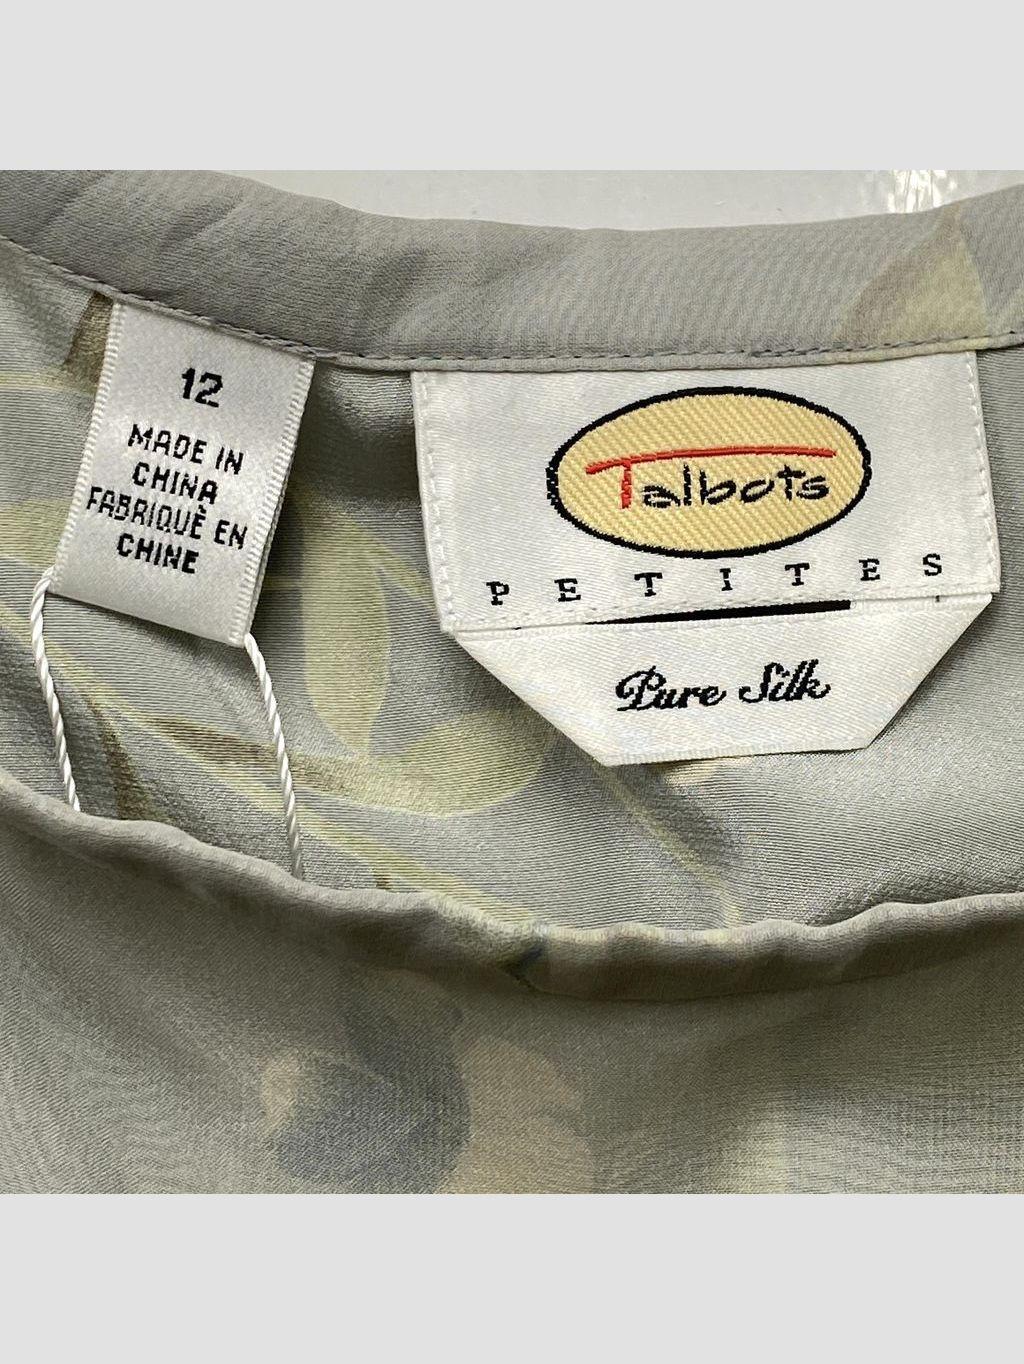 12
MADE IN
CHINA
FABRIQUÈ EN
CHINE
Talbots
PETITES
Pure Silk